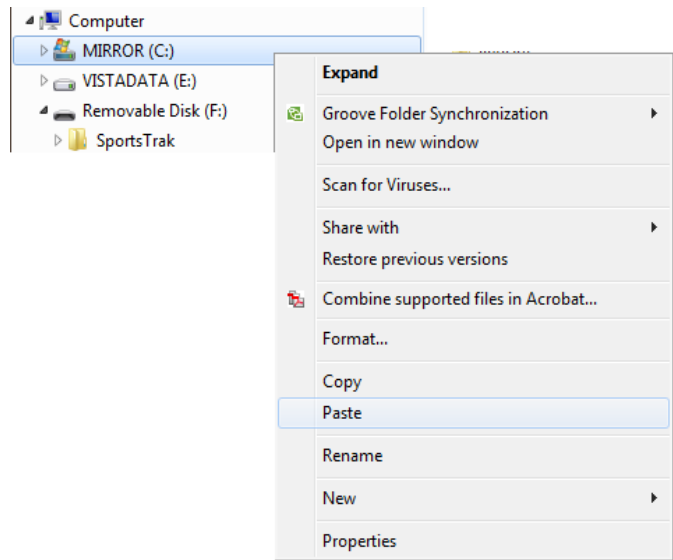 Computer
MIRROR (C:)
VISTADATA (E:)
Removable Disk (F:)
SportsTrak
Expand
Groove Folder Synchronization
Open in new window
Scan for Viruses...
Share with
Restore previous versions
Combine supported files in Acrobat...
Format...
Copy
Paste
Rename
New
Properties